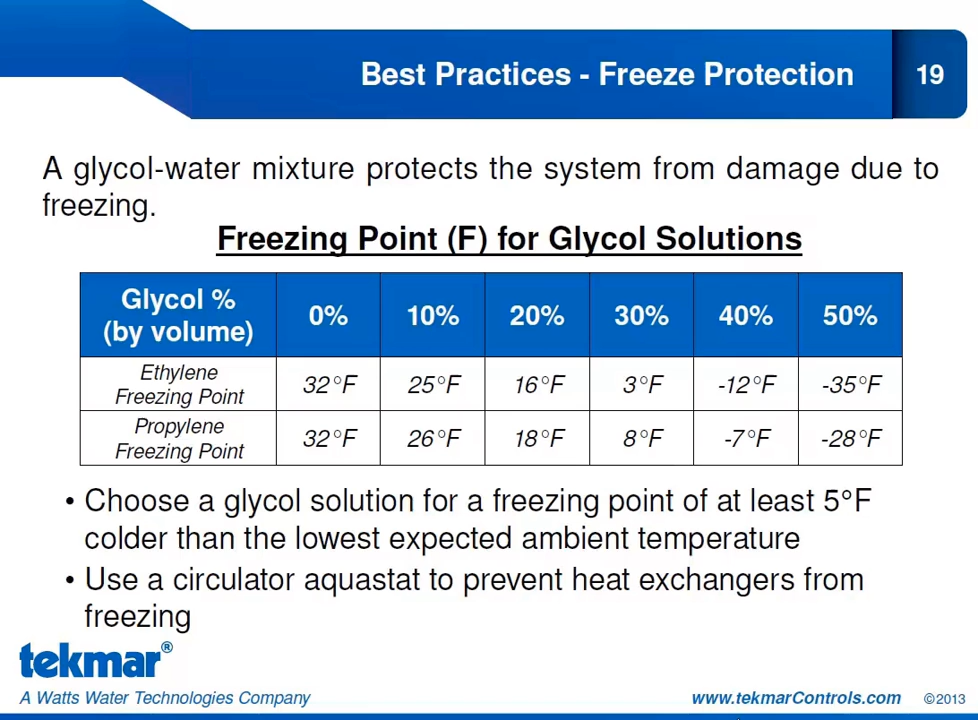 Best Practices - Freeze Protection
19
A glycol-water mixture protects the system from damage due to
freezing.
Freezing Point (F) for Glycol Solutions
Glycol %
(by volume) 0% 10% 20% 30% 40% 50%
Ethylene
Freezing Point 32°F 25°F 16°F 3°F -12°F -35°F
Propylene
Freezing Point 32°F 26°F 18°F 8°F -7°F -28°F
• Choose a glycol solution for a freezing point of at least 5°F
colder than the lowest expected ambient temperature
• Use a circulator aquastat to prevent heat exchangers from
freezing
tekmar®
A Watts Water Technologies Company
www.tekmarControls.com ©2013